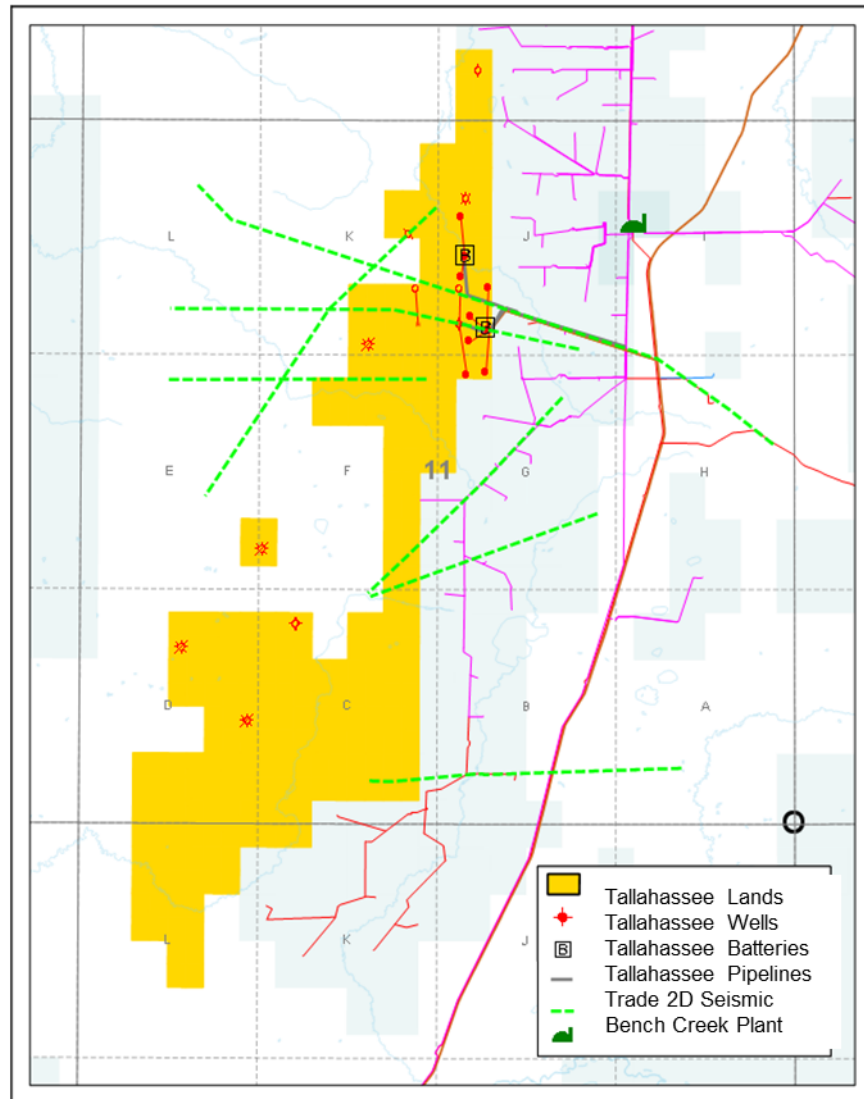 L
K
J
I
E
F
11
G
H
D
C
B
A
L
K
J
B
Tallahassee Lands
Tallahassee Wells
B Tallahassee Batteries
Tallahassee Pipelines
Trade 2D Seismic
Bench Creek Plant